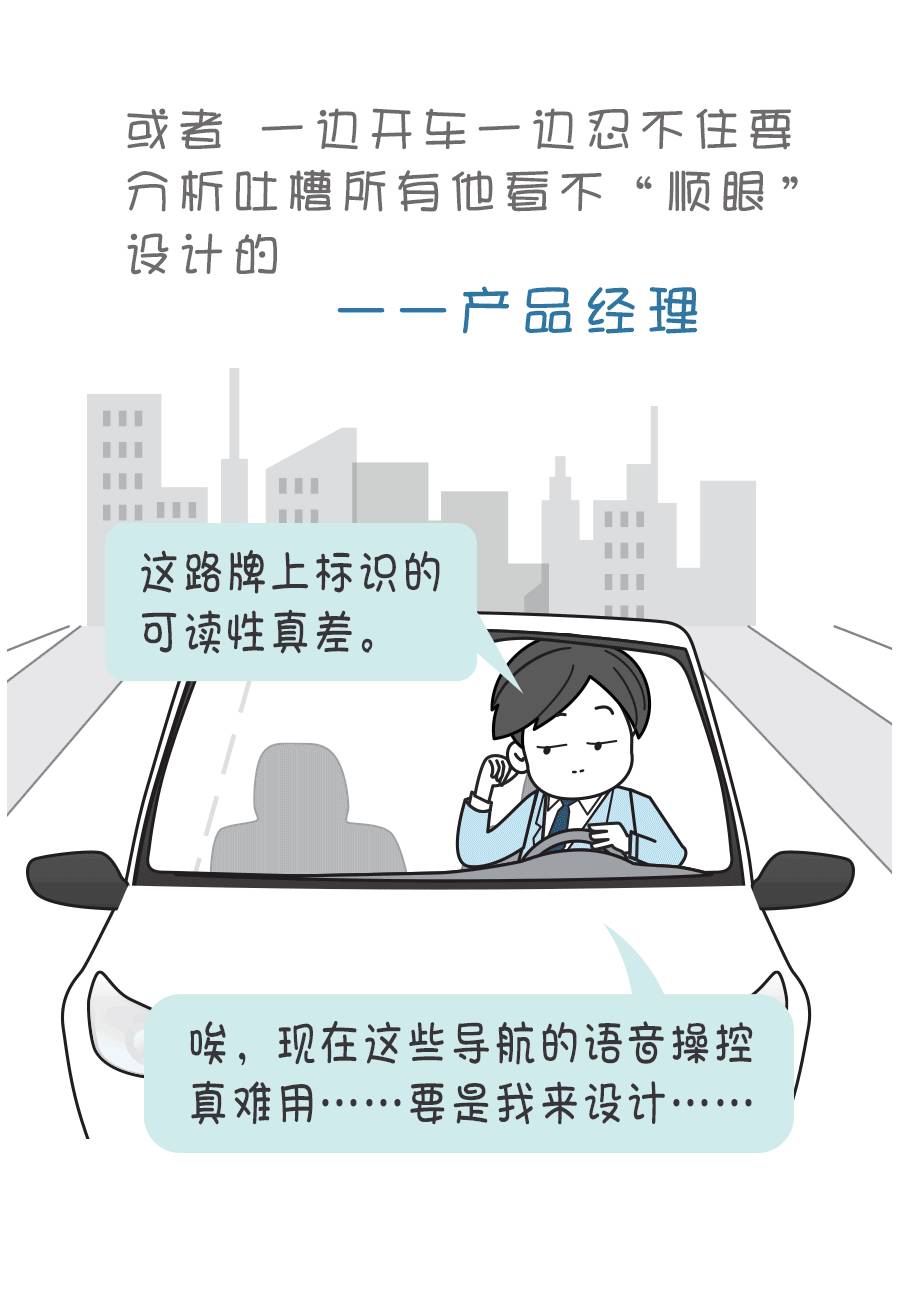 或者 一边开车一边忍不住要
分析吐槽所有他看不“顺眼”
设计的
——产品经理
这路牌上标识的
可读性真差。
唉，现在这些导航的语音操控
真难用……要是我来设计……